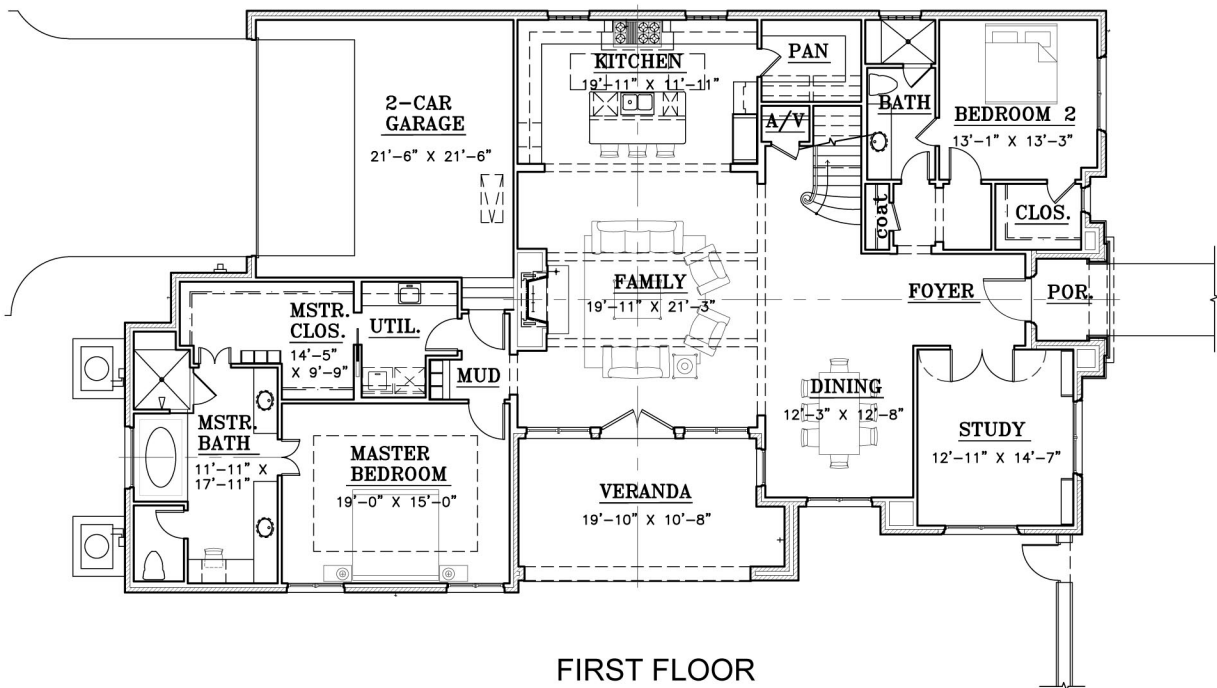 KITCHEN
19'-11" X 11'-11"
PAN
2-CAR
GARAGE
21'-6" X 21'-6"
A/V
BATH
BEDROOM 2
13'-1" X 13'-3"
coat
CLOS.
FAMILY
19'-11" X 21'-3"
FOYER
POR.
MSTR.
CLOS.
14'-5"
X 9'-9"
UTIL.
MUD
DINING
12'-3" X 12'-8"
STUDY
12'-11" X 14'-7"
MSTR.
BATH
11'-11" X
17'-11"
MASTER
BEDROOM
19'-0" X 15'-0"
VERANDA
19'-10" X 10'-8"
FIRST FLOOR